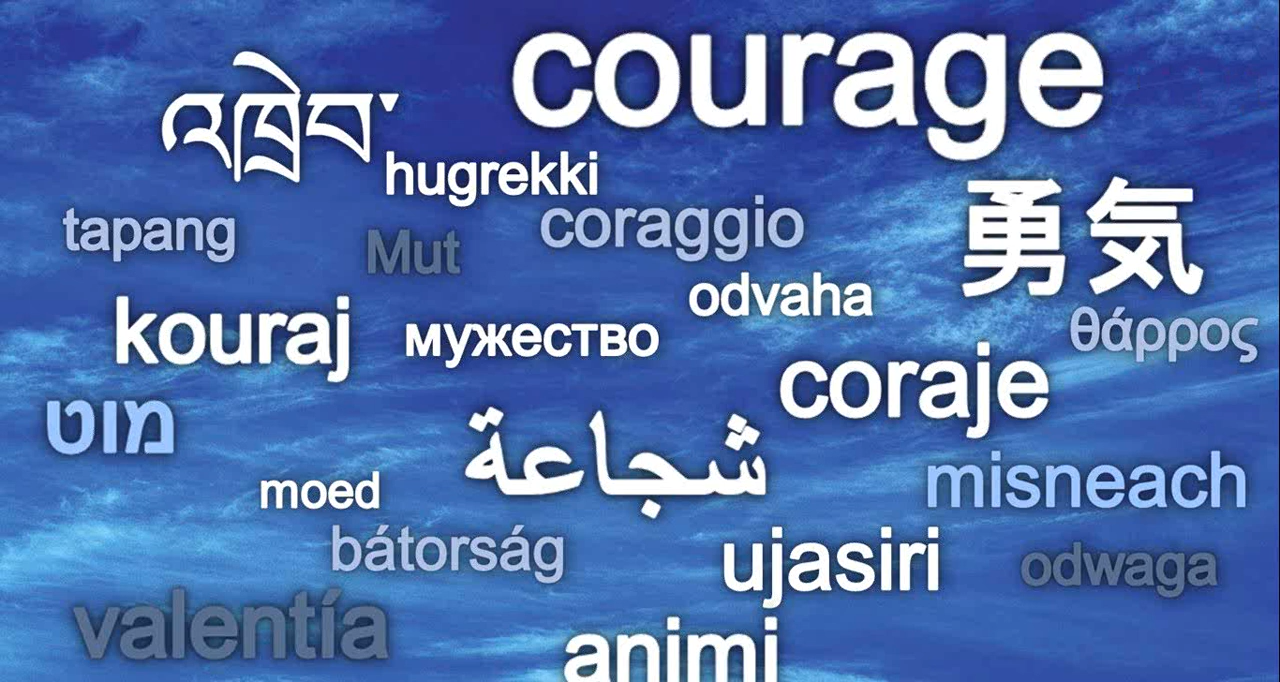 courage
འཁྲེབ་
hugrekki
tapang
Mut
coraggio
勇気
odvaha
kouraj
мужество
θάρρος
coraje
מוט
شجاعة
moed
misneach
bátorság
ujasiri
odwaga
valentía
animi